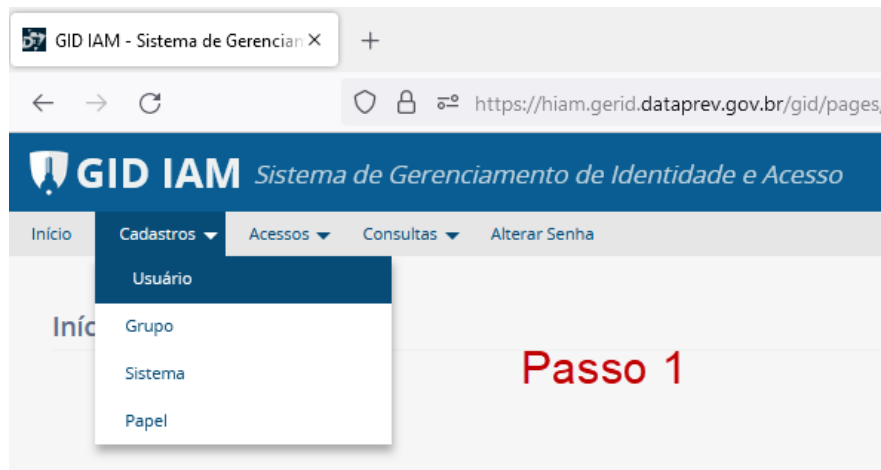 GID IAM - Sistema de Gerencian
https://hiam.gerid.dataprev.gov.br/gid/pages,
GID IAM Sistema de Gerenciamento de Identidade e Acesso
Início Cadastros Acessos Consultas Alterar Senha
Usuário
Iníc
Grupo
Sistema
Passo 1
Papel